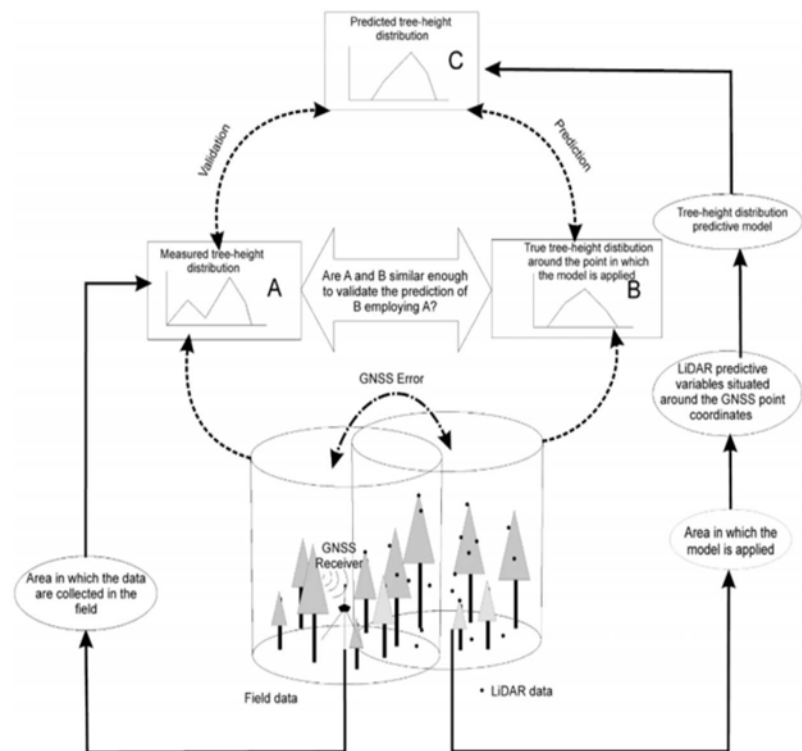 Predicted tree-height
distribution
C
Validation
Prediction
Measured tree-height
distribution
A
Are A and B similar enough
to validate the prediction of
B employing A?
True tree-height distibution
around the point in which
the model is applied
B
Tree-height distribution
predictive model
GNSS Error
LiDAR predictive
variables situated
around the GNSS point
coordinates
GNSS
Receiver
Area in which the
model is applied
Area in which the data
are collected in the
field
Field data
LiDAR data